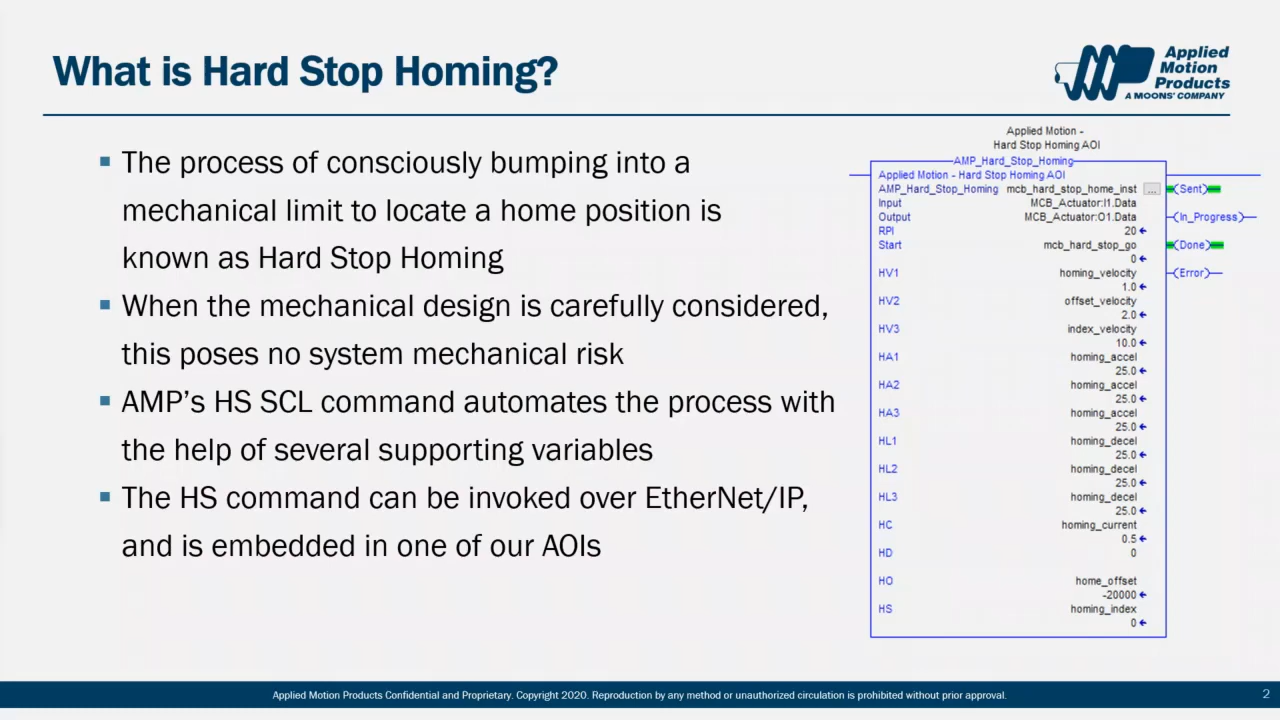 What is Hard Stop Homing?
Applied
Motion
Products
A MOONS' COMPANY
▪ The process of consciously bumping into a
mechanical limit to locate a home position is
known as Hard Stop Homing
▪ When the mechanical design is carefully considered,
this poses no system mechanical risk
▪ AMP’s HS SCL command automates the process with
the help of several supporting variables
▪ The HS command can be invoked over EtherNet/IP,
and is embedded in one of our AOIs
Applied Motion -
Hard Stop Homing AOI
AMP_Hard_Stop_Homing
Applied Motion - Hard Stop Homing AOI
AMP_Hard_Stop_Homing mcb_hard_stop_home_inst ... (Sent)
Input MCB_Actuator:I1.Data
Output MCB_Actuator:O1.Data (In_Progress)
RPI 20 ←
Start mcb_hard_stop_go (Done)
0 ←
HV1 homing_velocity (Error)
1.0 ←
HV2 offset_velocity
2.0 ←
HV3 index_velocity
10.0 ←
HA1 homing_accel
25.0 ←
HA2 homing_accel
25.0 ←
HA3 homing_accel
25.0 ←
HL1 homing_decel
25.0 ←
HL2 homing_decel
25.0 ←
HL3 homing_decel
25.0 ←
HC homing_current
0.5 ←
HD 0
HO home_offset
-20000 ←
HS homing_index
0 ←
Applied Motion Products Confidential and Proprietary. Copyright 2020. Reproduction by any method or unauthorized circulation is prohibited without prior approval.
2